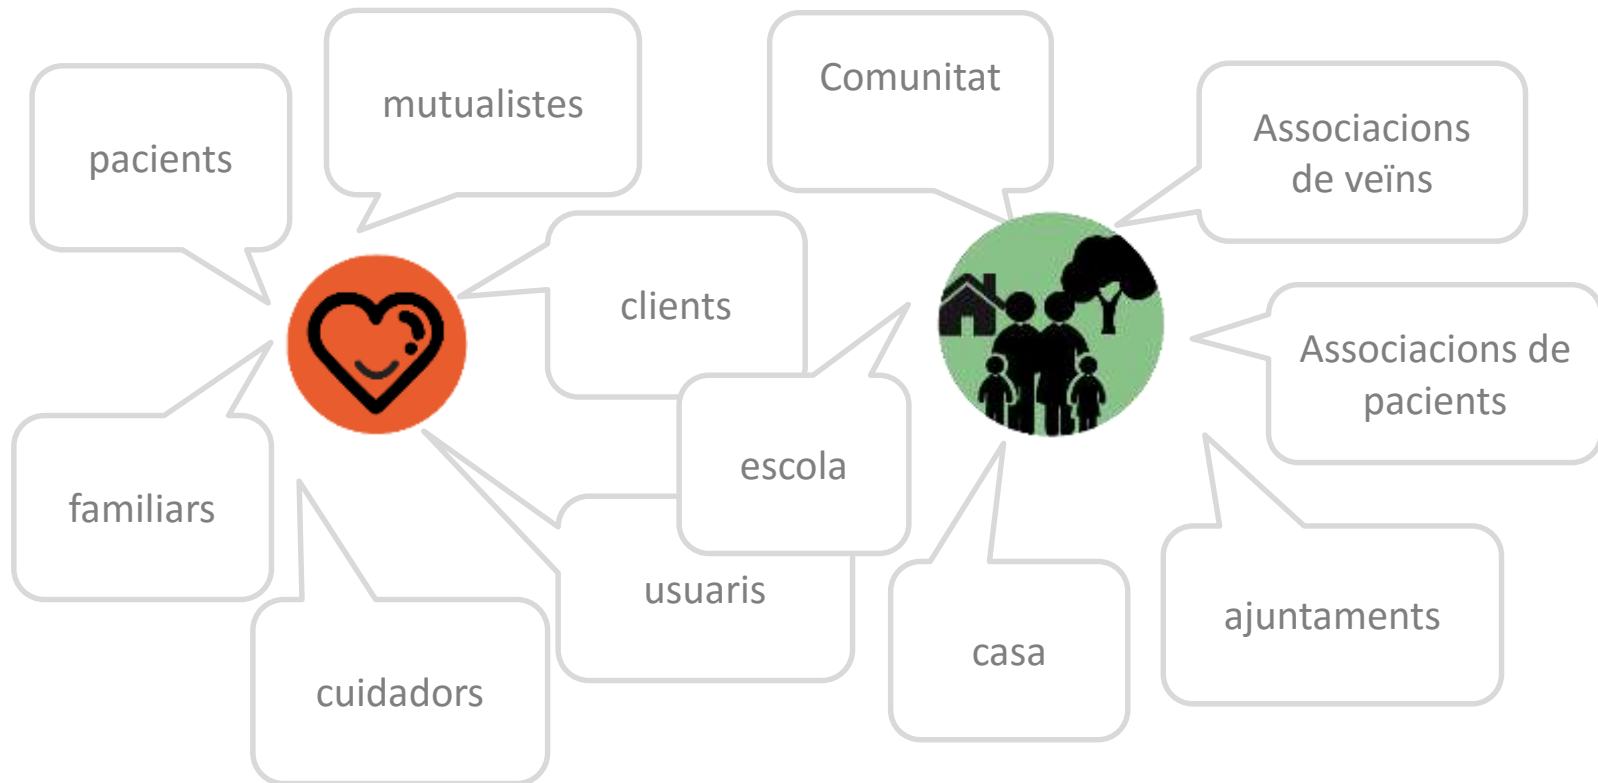 mutualistes
pacients
clients
familiars
usuaris
cuidadors
Comunitat
Associacions
de veïns
Associacions de
pacients
escola
ajuntaments
casa